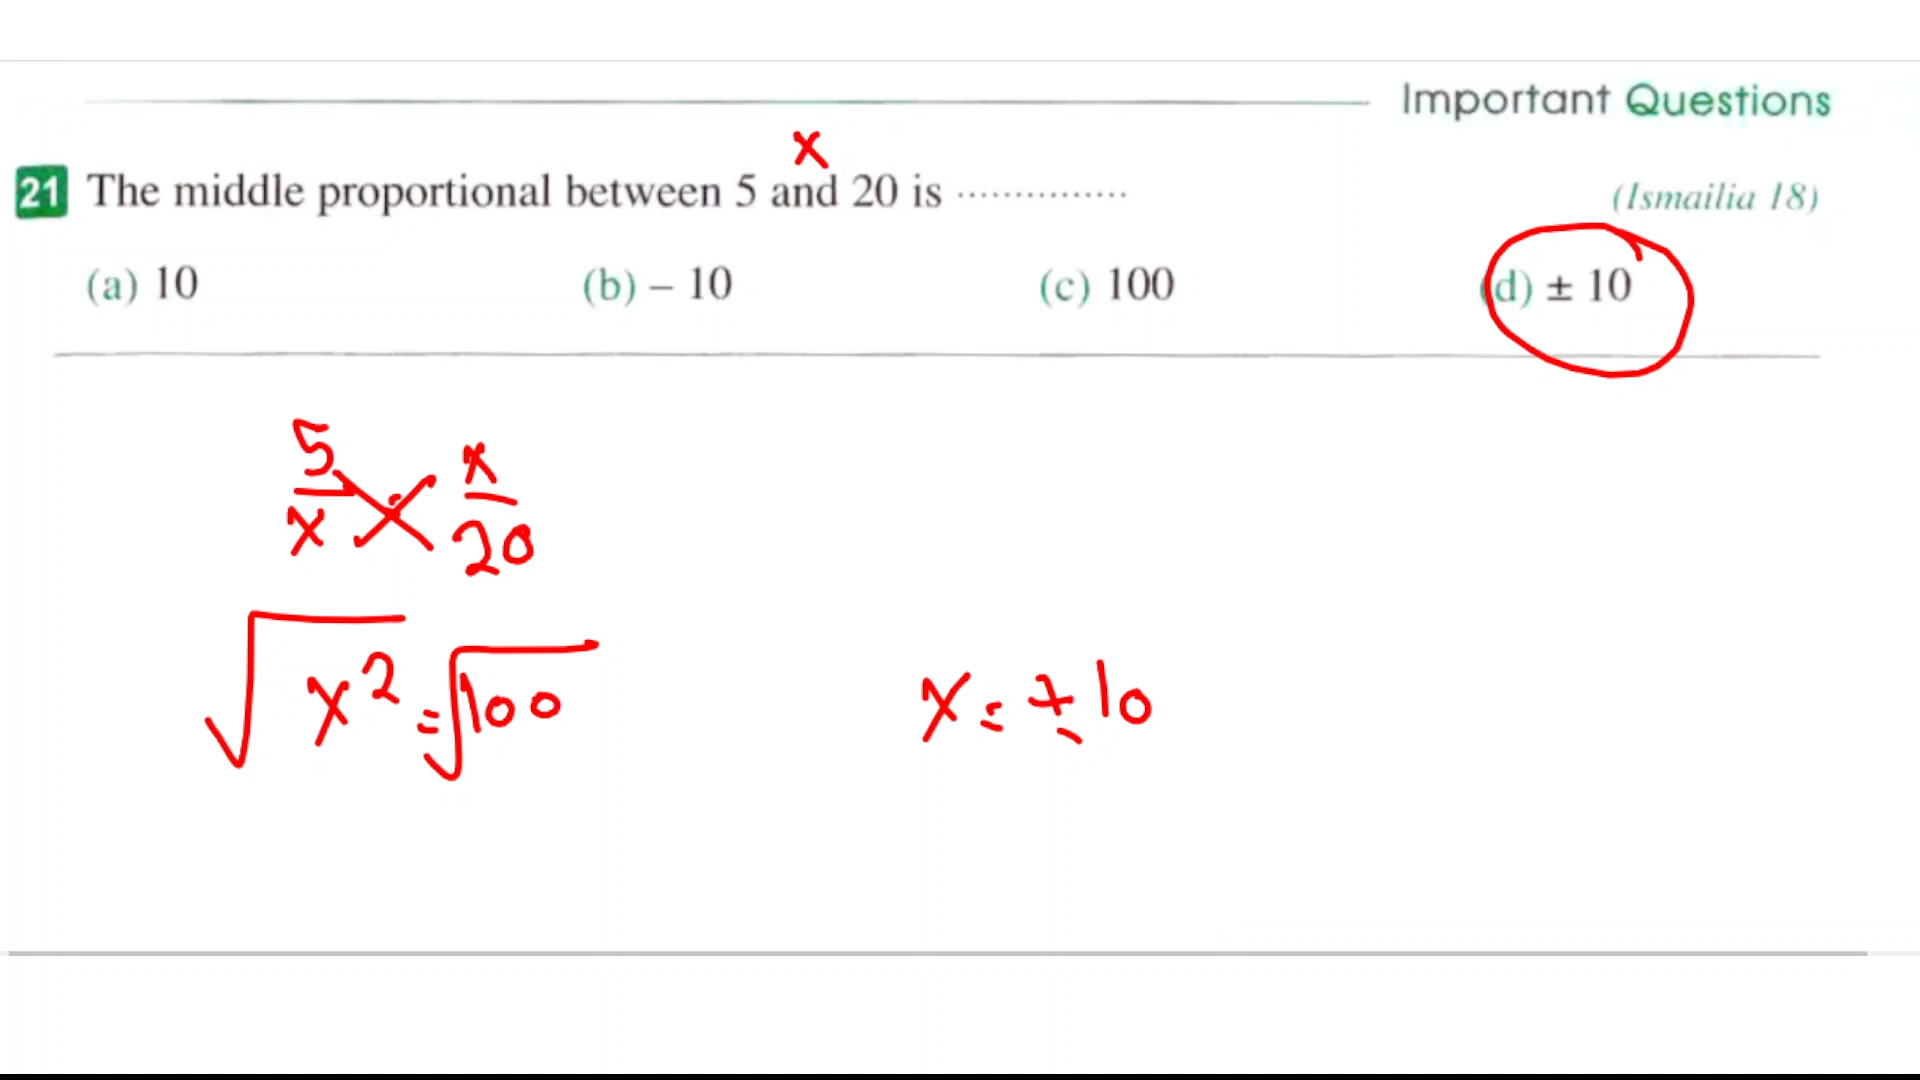 Important Questions
x
21 The middle proportional between 5 and 20 is ...............
(Ismailia 18)
(a) 10 (b) – 10 (c) 100 (d) ± 10
5/x = x/20
√x² = √100
x = ±10